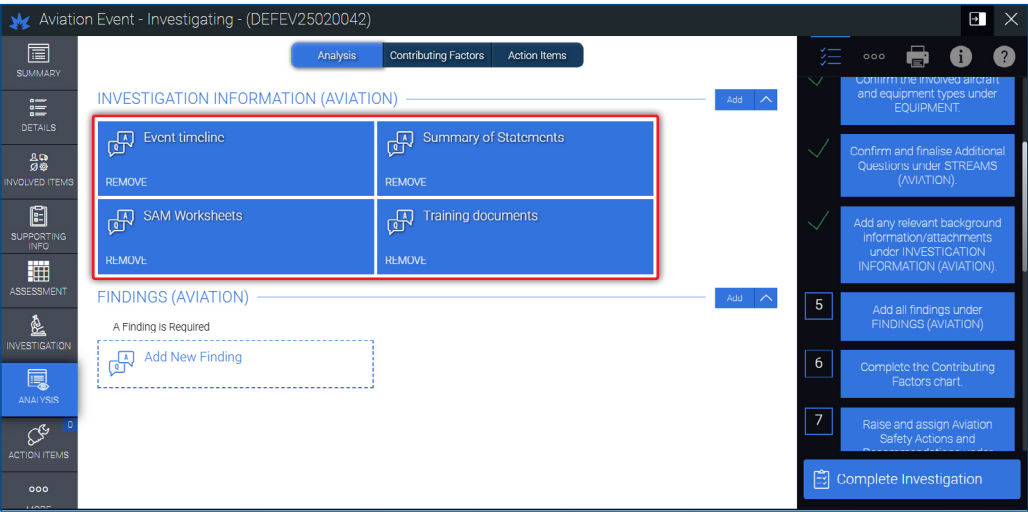 Aviation Event - Investigating - (DEFEV25020042)
SUMMARY
DETAILS
INVOLVED ITEMS
SUPPORTING
INFO
ASSESSMENT
INVESTIGATION
ANALYSIS
0
ACTION ITEMS
MORE
Analysis
Contributing Factors
Action Items
INVESTIGATION INFORMATION (AVIATION)
Add
Event timeline
REMOVE
Summary of Statements
REMOVE
SAM Worksheets
REMOVE
Training documents
REMOVE
FINDINGS (AVIATION)
Add
A Finding is Required
Add New Finding
Confirm the involved aircraft
and equipment types under
EQUIPMENT.
Confirm and finalise Additional
Questions under STREAMS
(AVIATION).
Add any relevant background
information/attachments
under INVESTIGATION
INFORMATION (AVIATION).
5
Add all findings under
FINDINGS (AVIATION)
6
Complete the Contributing
Factors chart.
7
Raise and assign Aviation
Safety Actions and
Recommendations under
Complete Investigation